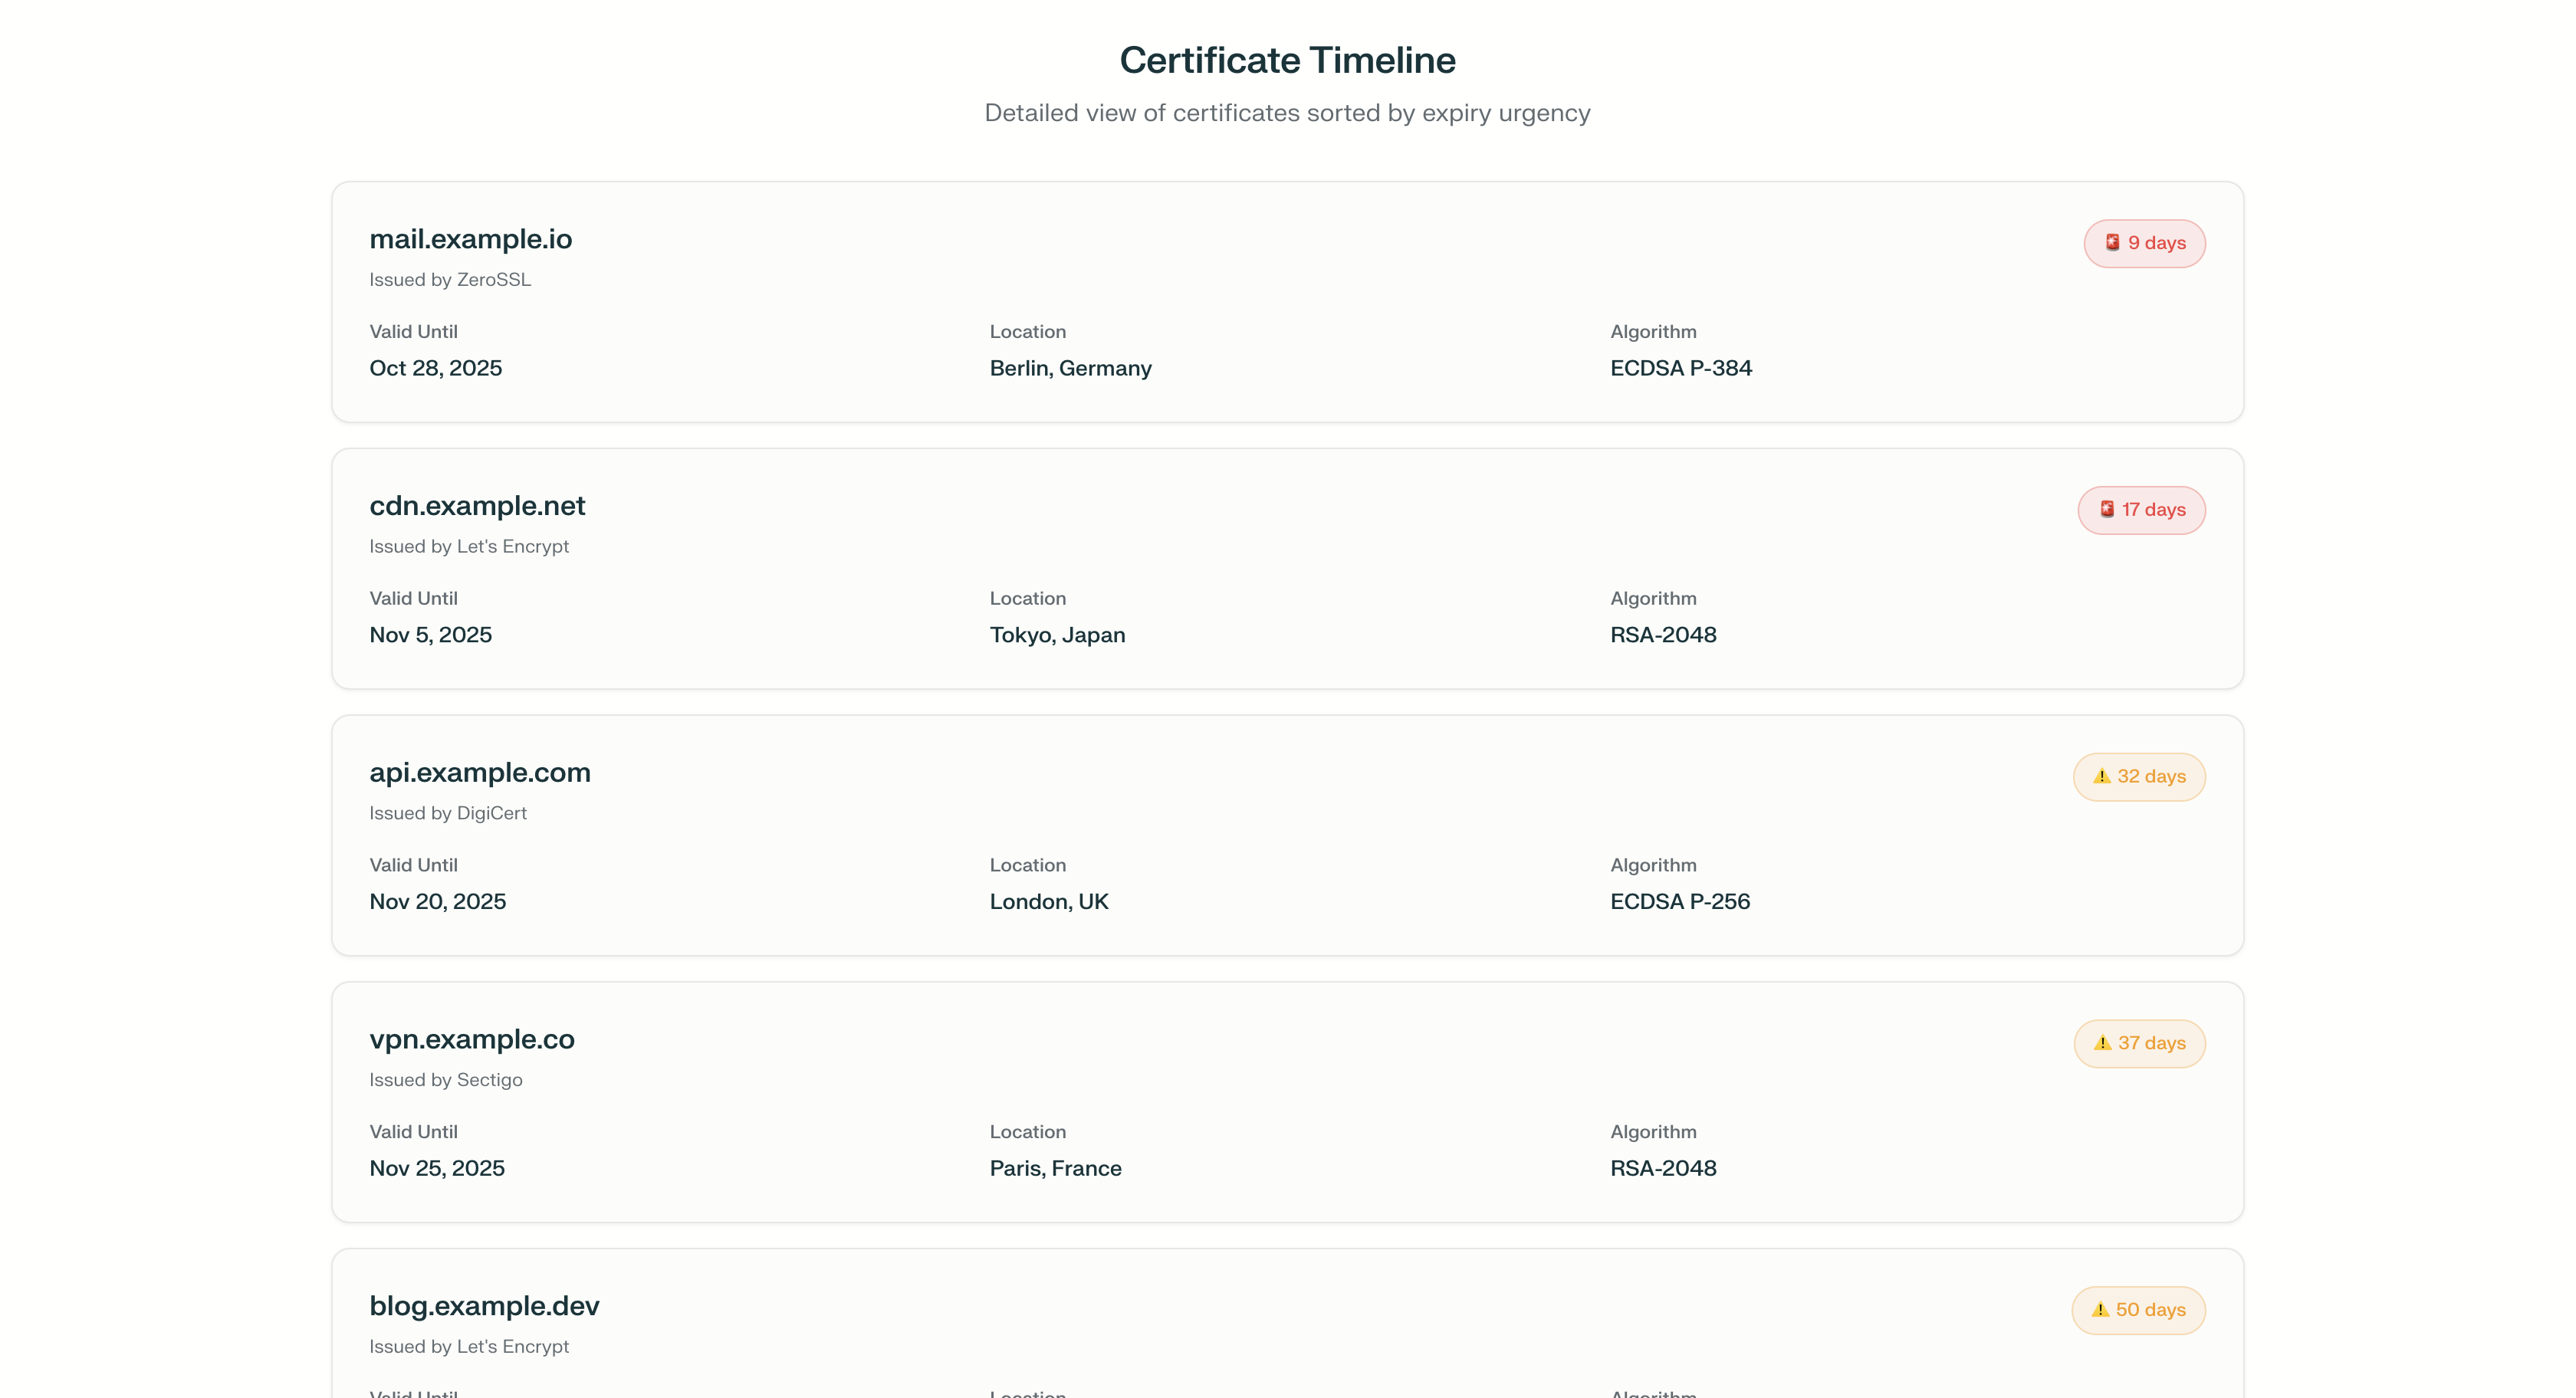 Certificate Timeline
Detailed view of certificates sorted by expiry urgency
mail.example.io
🚨 9 days
Issued by ZeroSSL
Valid Until
Location
Algorithm
Oct 28, 2025
Berlin, Germany
ECDSA P-384
cdn.example.net
🚨 17 days
Issued by Let's Encrypt
Valid Until
Location
Algorithm
Nov 5, 2025
Tokyo, Japan
RSA-2048
api.example.com
⚠️ 32 days
Issued by DigiCert
Valid Until
Location
Algorithm
Nov 20, 2025
London, UK
ECDSA P-256
vpn.example.co
⚠️ 37 days
Issued by Sectigo
Valid Until
Location
Algorithm
Nov 25, 2025
Paris, France
RSA-2048
blog.example.dev
⚠️ 50 days
Issued by Let's Encrypt
Valid Until
Location
Algorithm